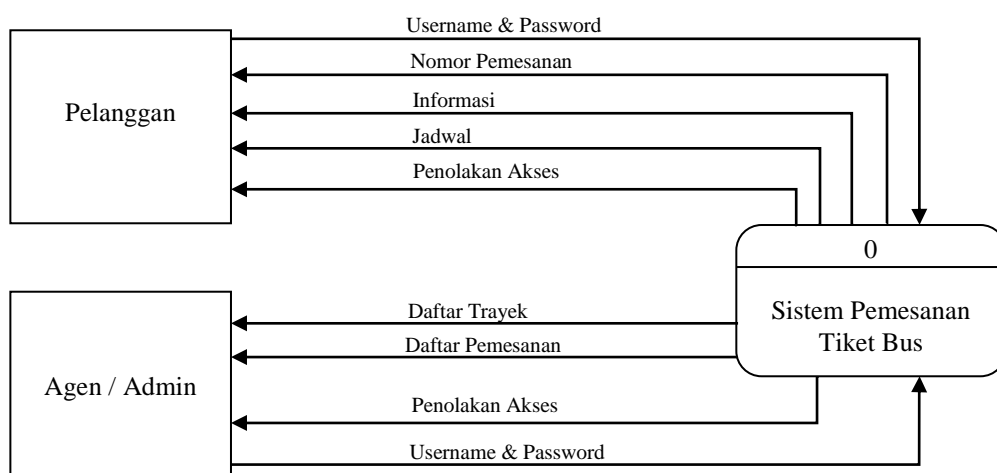 Username & Password
Nomor Pemesanan
Informasi
Jadwal
Penolakan Akses
Pelanggan
0
Sistem Pemesanan
Tiket Bus
Daftar Trayek
Daftar Pemesanan
Penolakan Akses
Username & Password
Agen / Admin